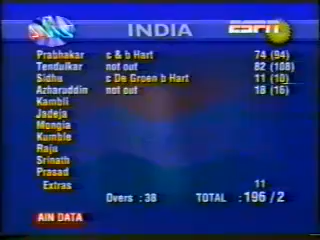 INDIA
ESPN
Prabhakar c & b Hart 74 (94)
Tendulkar not out 82 (108)
Sidhu c De Groen b Hart 11 (10)
Azharuddin not out 18 (16)
Kambli
Jadeja
Mongia
Kumble
Raju
Srinath
Prasad
Extras 11
Overs : 38 TOTAL : 196 / 2
AIN DATA